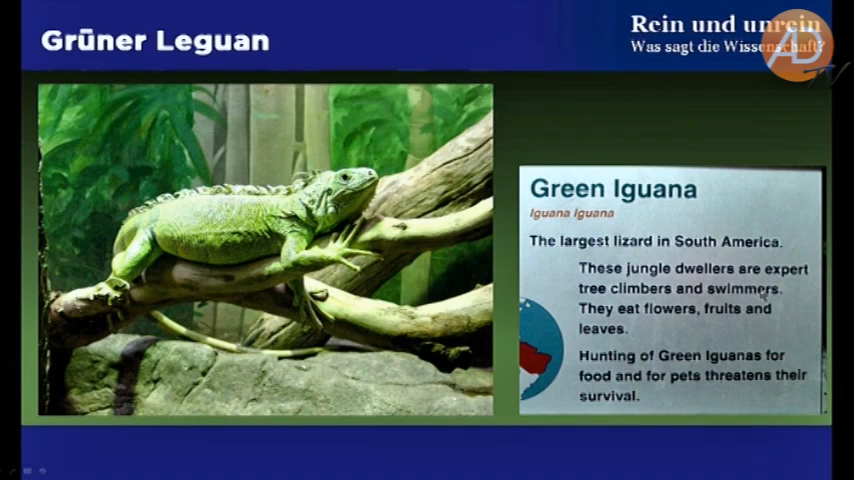 Grüner Leguan
Rein und unrein
Was sagt die Wissenschaft?
AD
TV
Green Iguana
Iguana Iguana
The largest lizard in South America.
These jungle dwellers are expert
tree climbers and swimmers.
They eat flowers, fruits and
leaves.
Hunting of Green Iguanas for
food and for pets threatens their
survival.